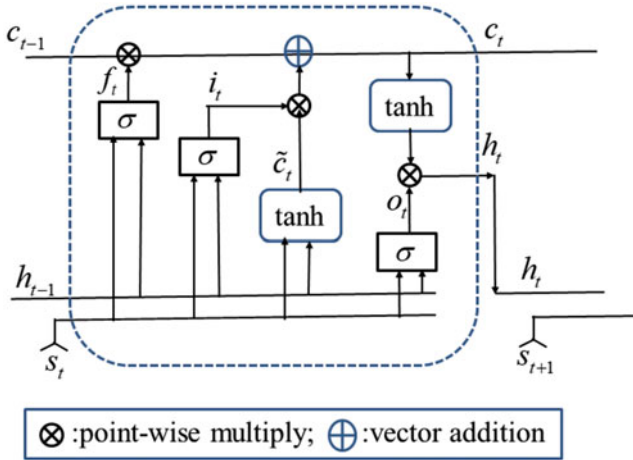 c_{t-1} c_t
f_t i_t tanh
σ σ c̃_t h_t
tanh o_t
σ
h_{t-1} h_t
s_t s_{t+1}
⊗:point-wise multiply; ⊕:vector addition